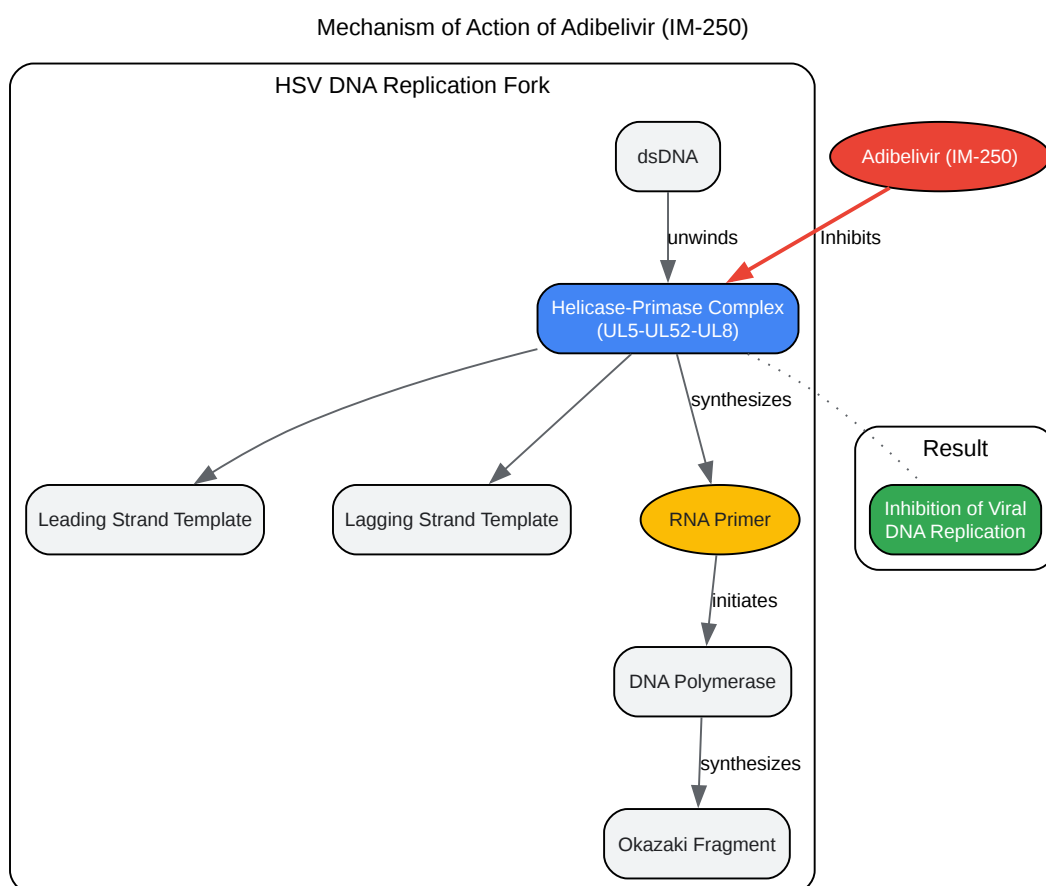 Mechanism of Action of Adibelivir (IM-250)
HSV DNA Replication Fork
dsDNA
Adibelivir (IM-250)
unwinds
Inhibits
Helicase-Primase Complex
(UL5-UL52-UL8)
synthesizes
Result
Leading Strand Template
Lagging Strand Template
RNA Primer
Inhibition of Viral
DNA Replication
initiates
DNA Polymerase
synthesizes
Okazaki Fragment